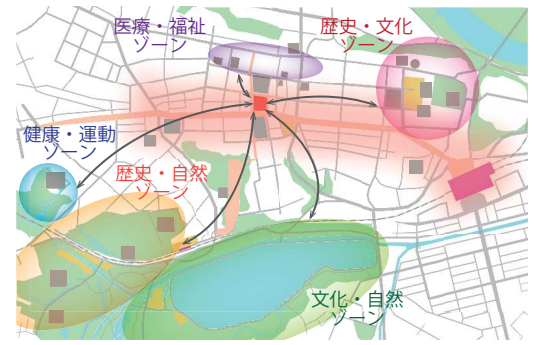 医療・福祉
ゾーン
歴史・文化
ゾーン
健康・運動
ゾーン
歴史・自然
ゾーン
文化・自然
ゾーン